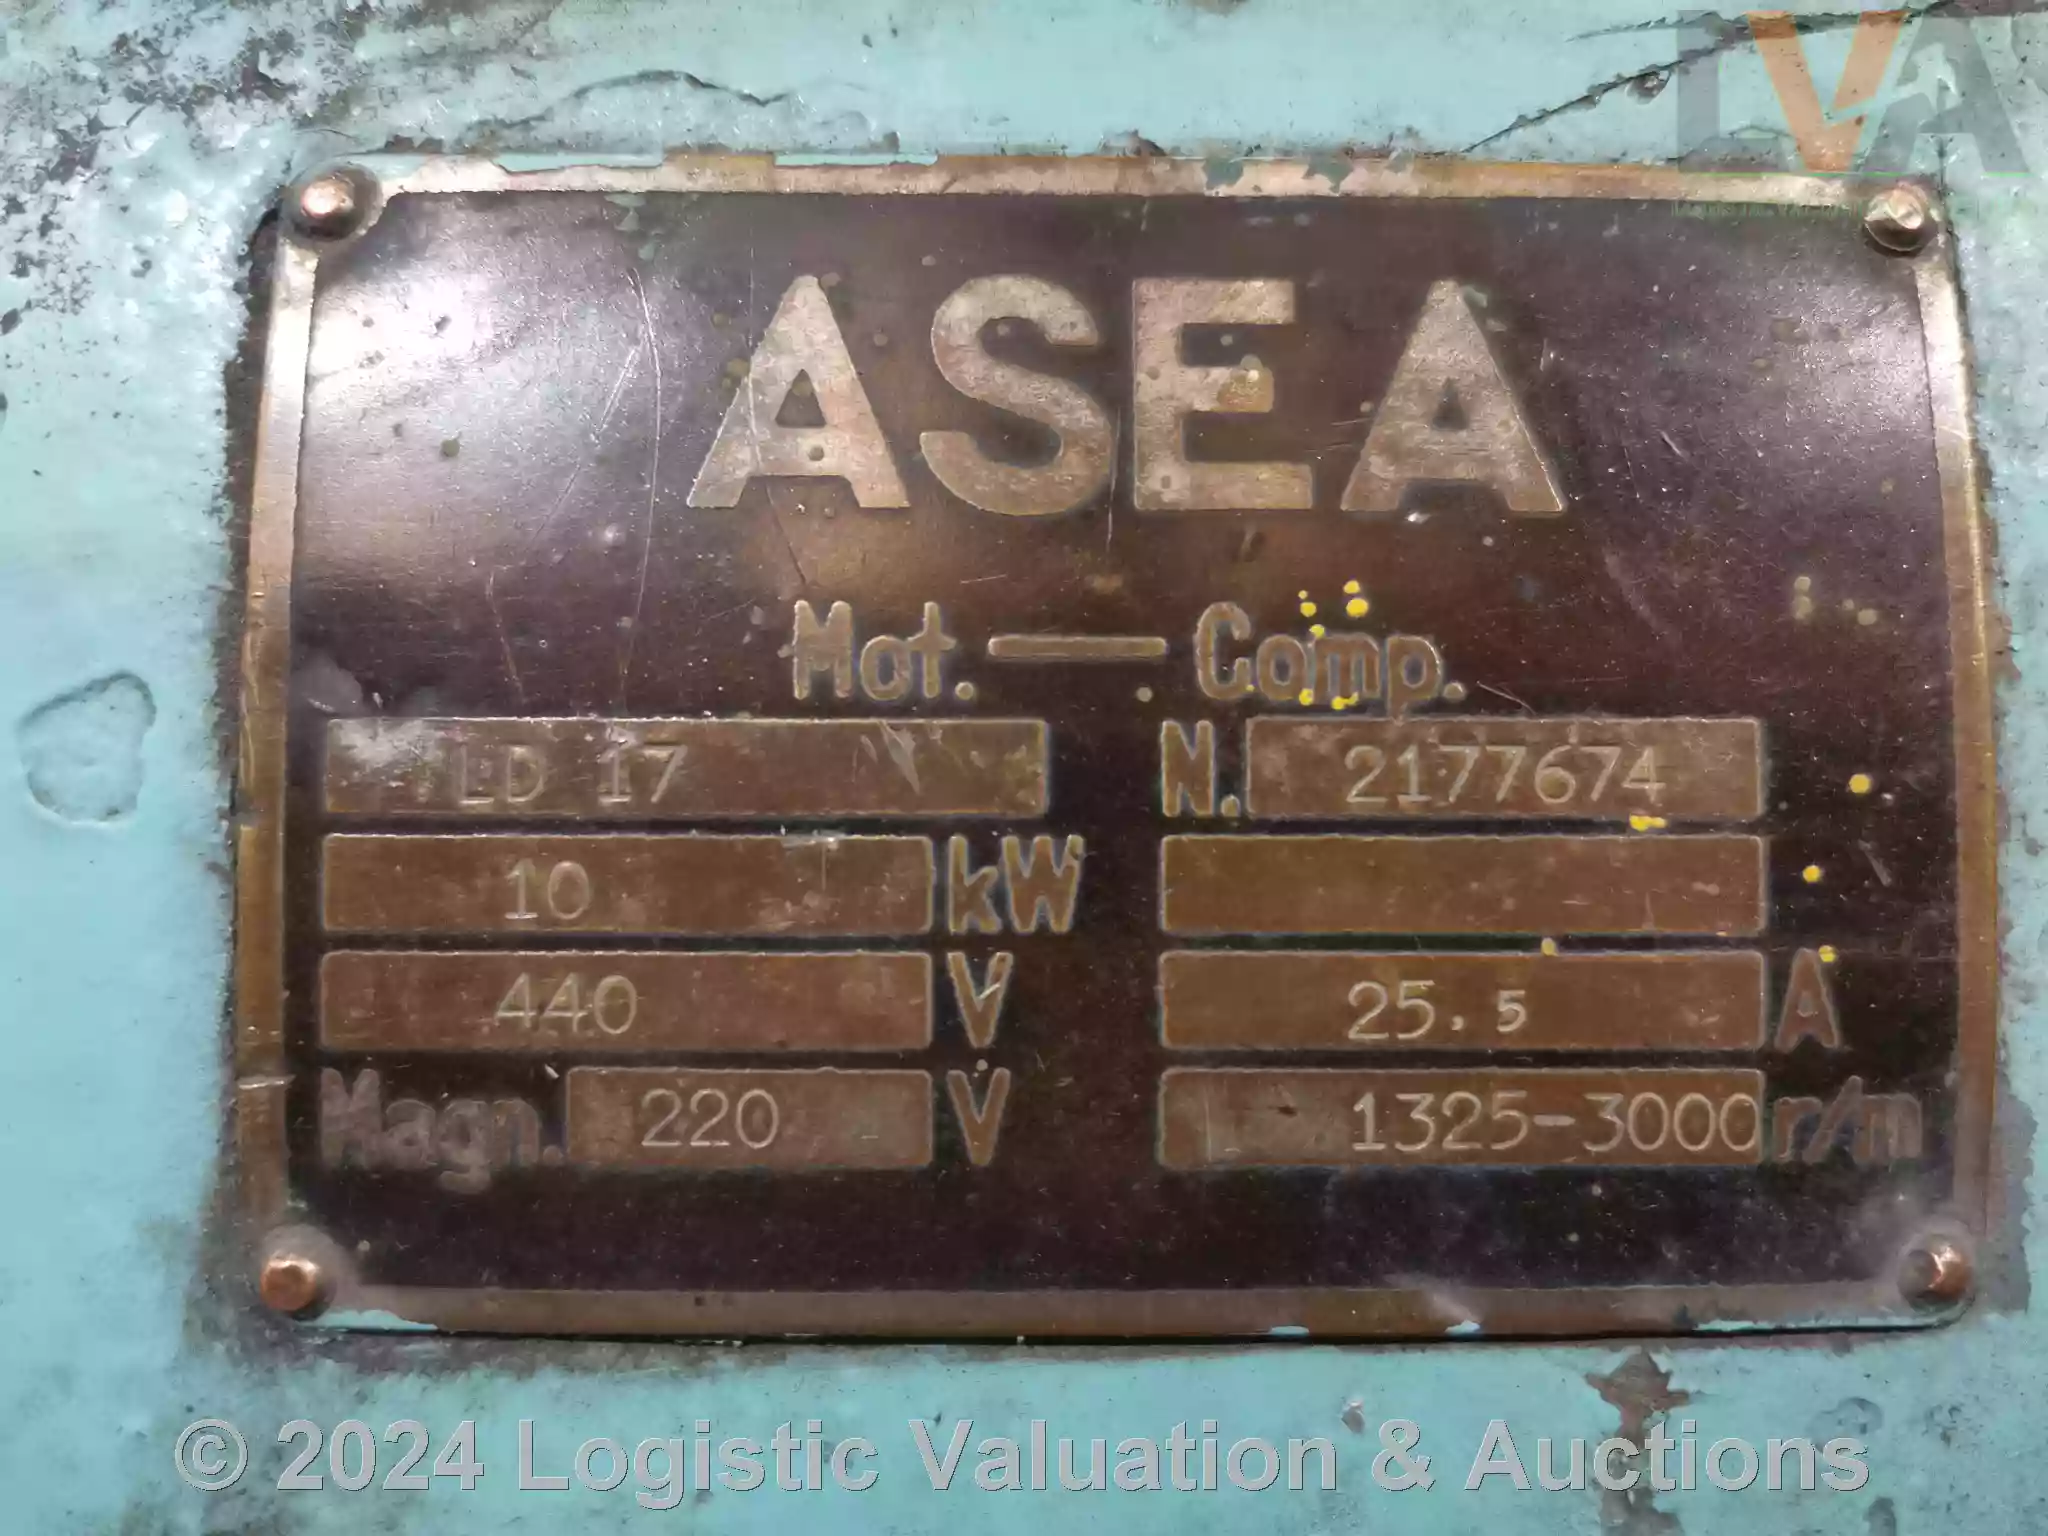 LVA
ASEA
Mot. — Comp.
LD 17 N. 2177674
10 kW
440 V 25.5 A
Magn. 220 V 1325-3000 r/m
© 2024 Logistic Valuation & Auctions